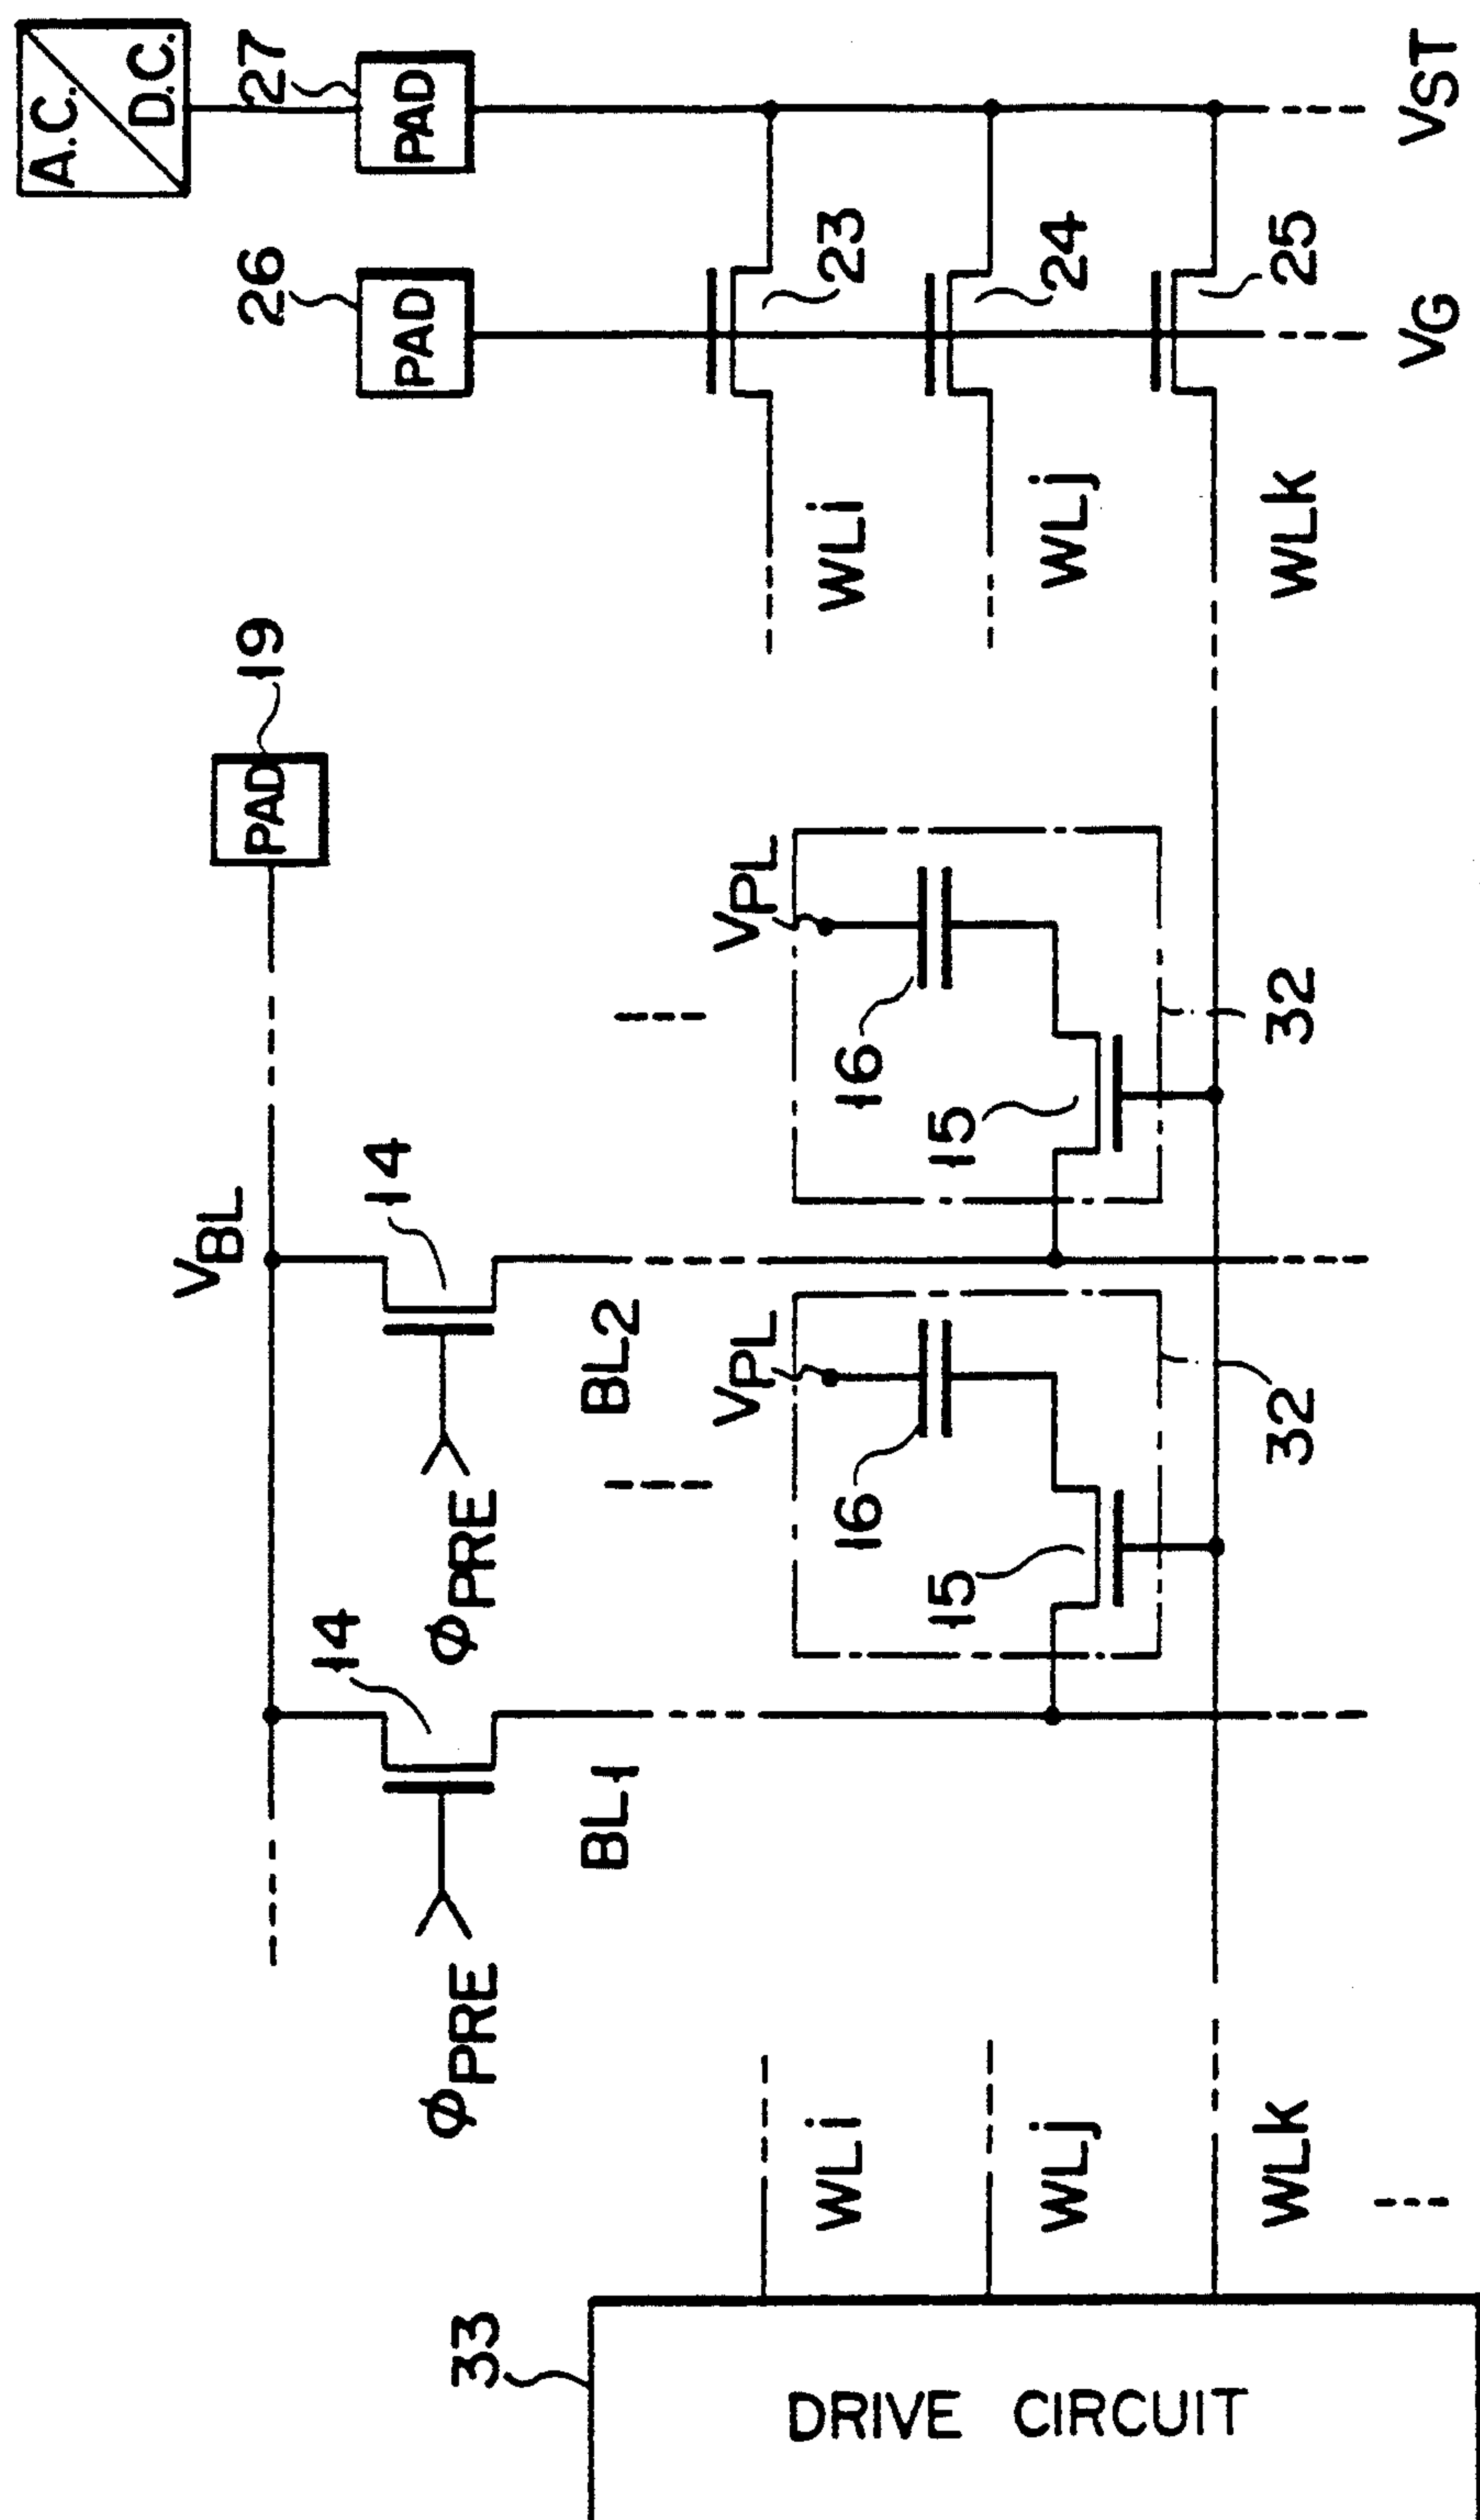 A.C.
D.C.
27
PAD
26
PAD
19
PAD
VBL
14
14
φPRE
φPRE
BL1
BL2
VPL
VPL
16
16
15
15
32
32
23
24
25
WLi
WLj
WLk
VG
VST
33
DRIVE CIRCUIT
WLi
WLj
WLk